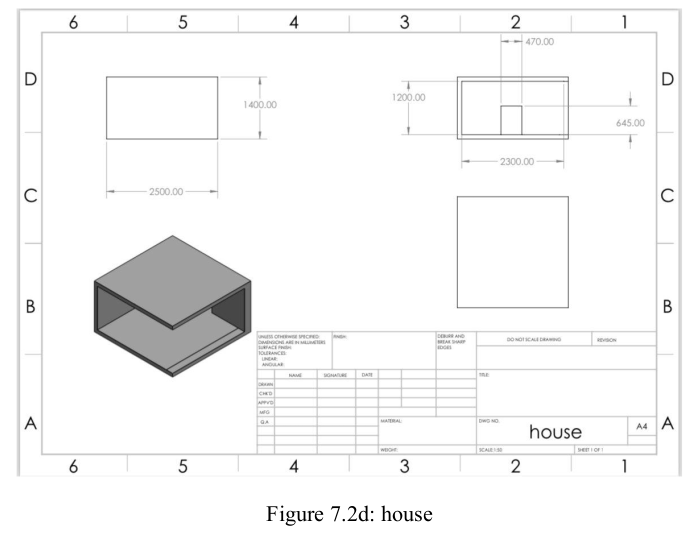 6 5 4 3 2 1
470.00
D D
1400.00
1200.00
645.00
2300.00
2500.00
C C
B B
UNLESS OTHERWISE SPECIFIED:
DIMENSIONS ARE IN MILLIMETERS
SURFACE FINISH:
TOLERANCES:
LINEAR:
ANGULAR:
FINISH:
DEBURR AND
BREAK SHARP
EDGES
DO NOT SCALE DRAWING
REVISION
NAME SIGNATURE DATE
TITLE:
DRAWN
CHK'D
APPV'D
MFG
Q.A
MATERIAL:
DWG NO.
house
A4
A A
WEIGHT:
SCALE:1:50
SHEET 1 OF 1
6 5 4 3 2 1
Figure 7.2d: house